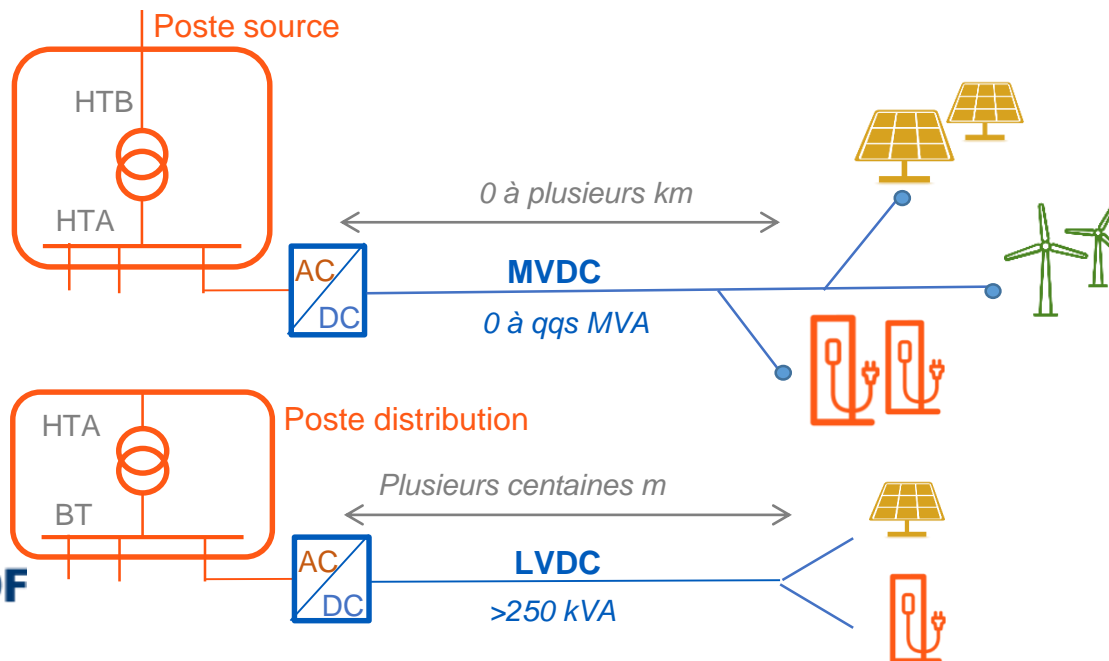 Poste source
HTB
0 à plusieurs km
HTA
AC
DC
MVDC
0 à qqs MVA
HTA
Poste distribution
Plusieurs centaines m
BT
AC
DC
LVDC
>250 kVA